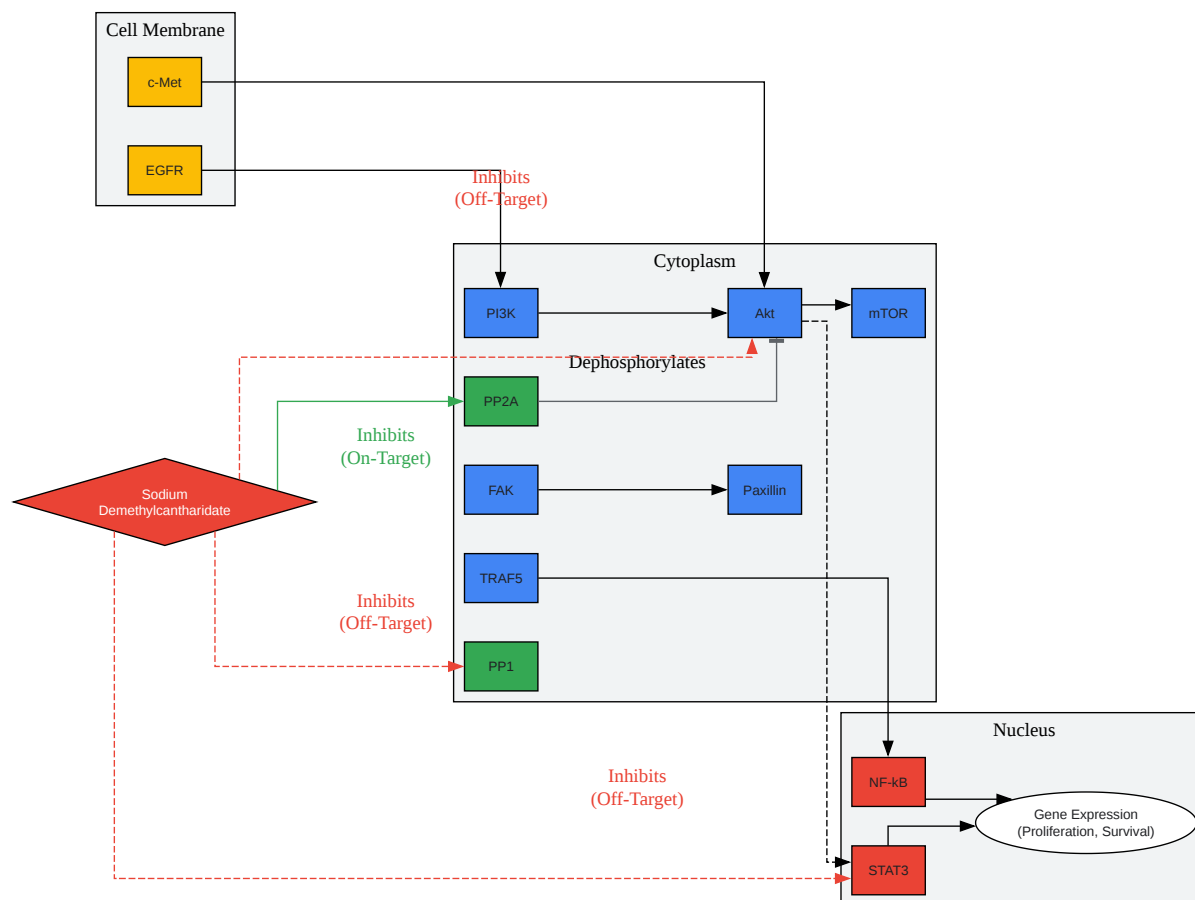 Cell Membrane
c-Met
EGFR
Inhibits
(Off-Target)
Cytoplasm
PI3K
Akt
mTOR
Dephosphorylates
PP2A
Inhibits
(On-Target)
FAK
Paxillin
Sodium
Demethylcantharidate
TRAF5
Inhibits
(Off-Target)
PP1
Nucleus
Inhibits
(Off-Target)
NF-kB
Gene Expression
(Proliferation, Survival)
STAT3